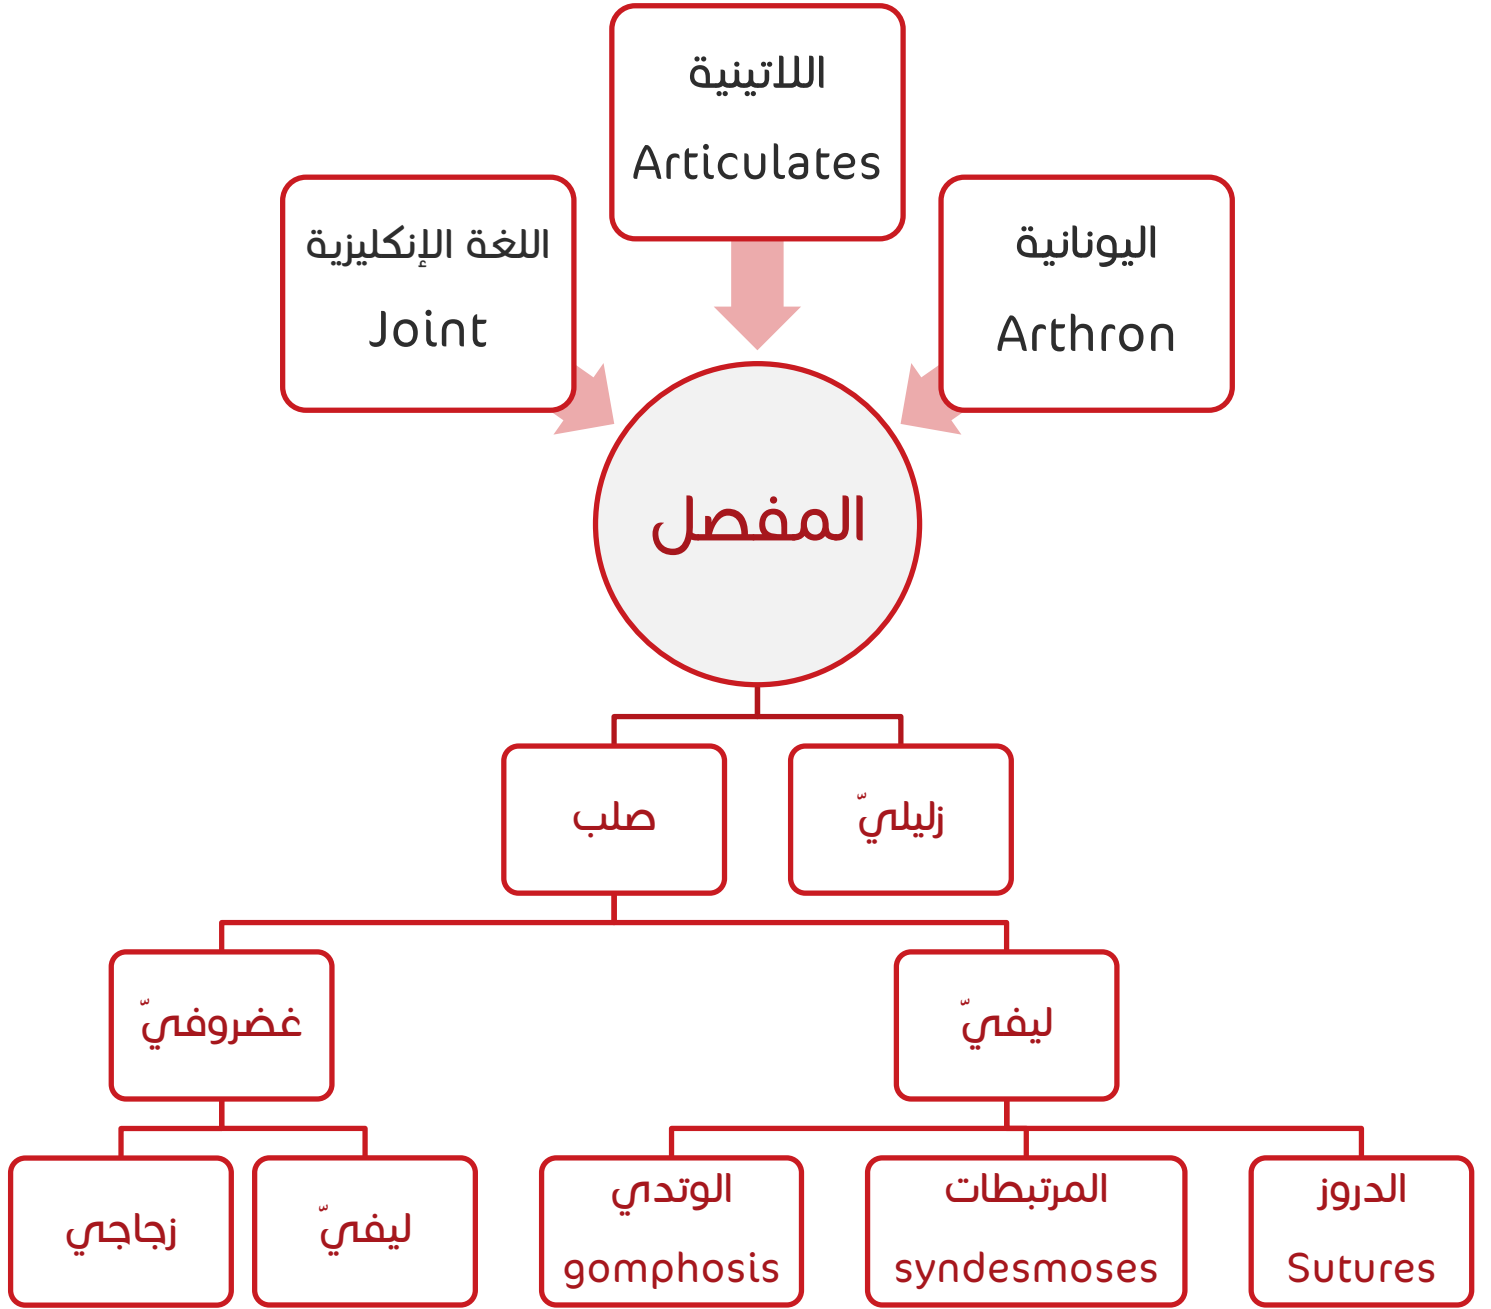 اللاتينية
Articulates
اليونانية
Arthron
اللغة الإنكليزية
Joint
المفصل
زليليّ
صلب
ليفيّ
غضروفيّ
الدروز
Sutures
المرتبطات
syndesmoses
الوتدي
gomphosis
ليفيّ
زجاجي